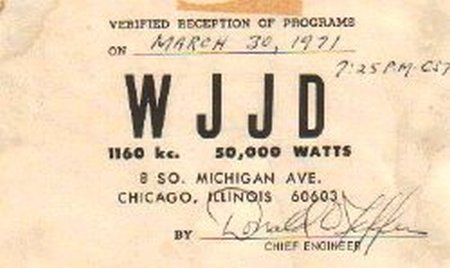 VERIFIED RECEPTION OF PROGRAMS
ON MARCH 30, 1971
7:25 P.M. CST
WJJD
1160 kc. 50,000 WATTS
8 SO. MICHIGAN AVE.
CHICAGO, ILLINOIS 60603
BY Donald
CHIEF ENGINEER